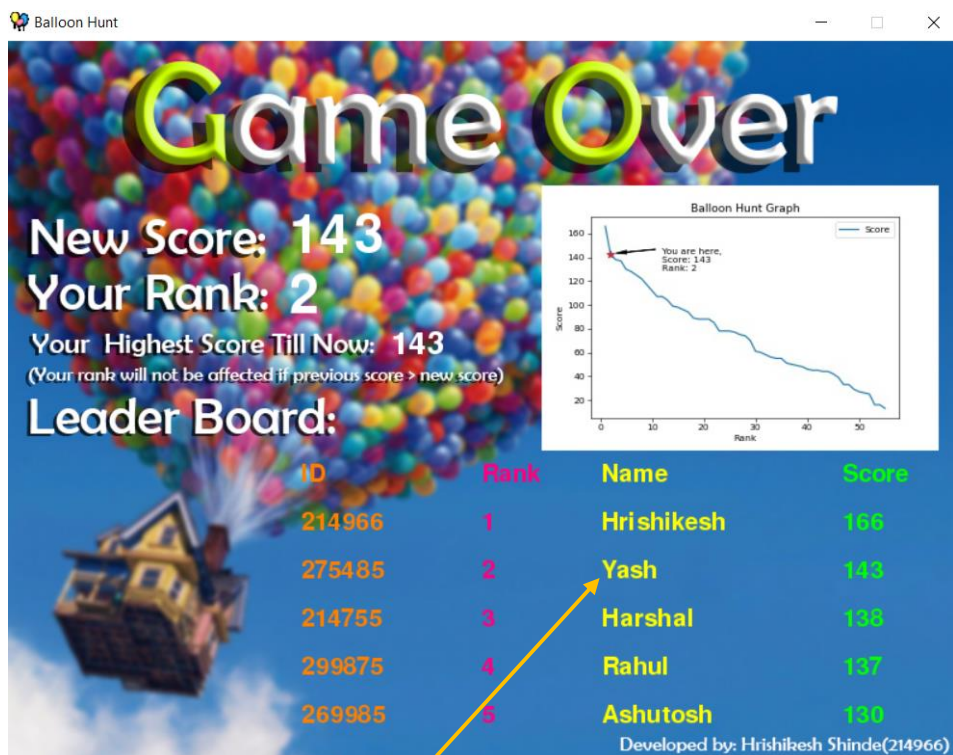 Balloon Hunt
Game Over
New Score: 143
Your Rank: 2
Your Highest Score Till Now: 143
(Your rank will not be affected if previous score > new score)
Leader Board:
Balloon Hunt Graph
Score
You are here,
Score: 143
Rank: 2
160
140
120
100
80
60
40
20
Score
0 10 20 30 40 50
Rank
ID Rank Name Score
214966 1 Hrishikesh 166
275485 2 Yash 143
214755 3 Harshal 138
299875 4 Rahul 137
269985 5 Ashutosh 130
Developed by: Hrishikesh Shinde(214966)